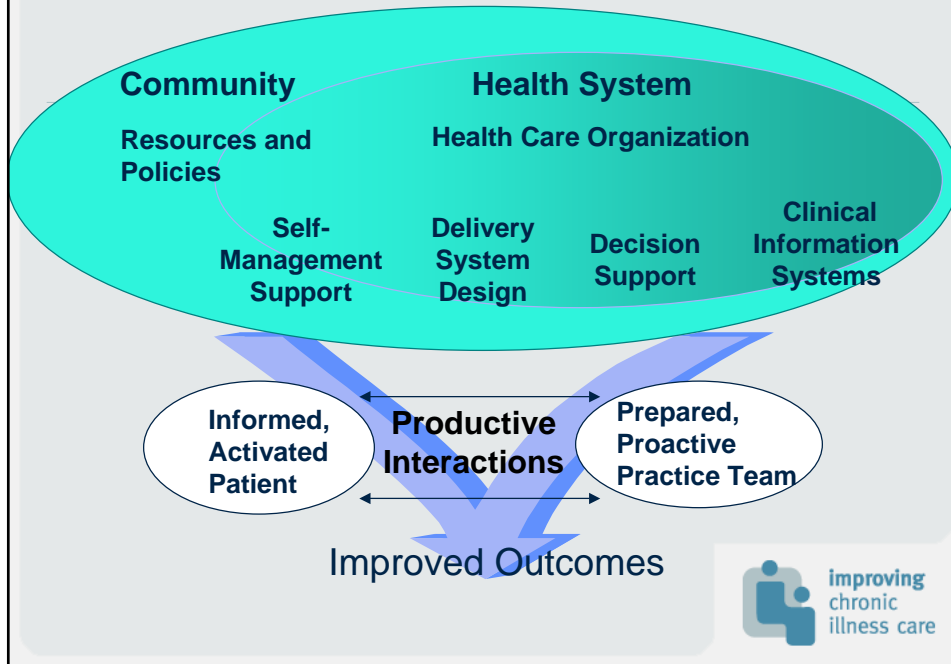 Community
Health System
Resources and
Policies
Health Care Organization
Self-
Management
Support
Delivery
System
Design
Decision
Support
Clinical
Information
Systems
Informed,
Activated
Patient
Productive
Interactions
Prepared,
Proactive
Practice Team
Improved Outcomes
improving
chronic
illness care